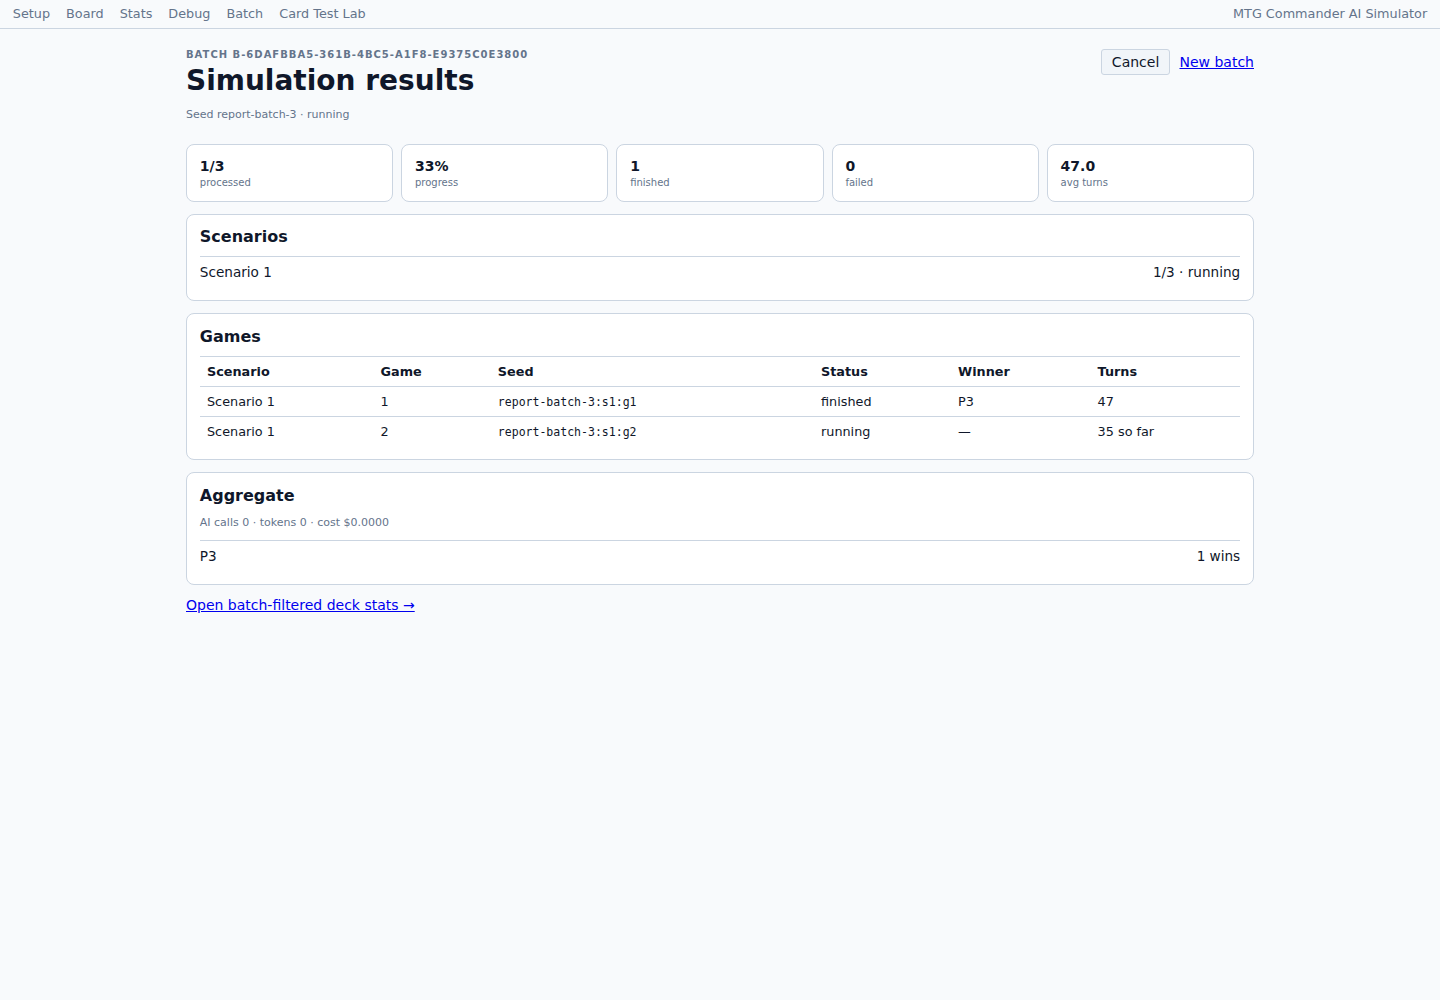 Setup Board Stats Debug Batch Card Test Lab MTG Commander AI Simulator
BATCH B-6DAFBBA5-361B-4BC5-A1F8-E9375C0E3800
Simulation results
Cancel New batch
Seed report-batch-3 · running
1/3 33% 1 0 47.0
processed progress finished failed avg turns
Scenarios
Scenario 1 1/3 · running
Games
Scenario Game Seed Status Winner Turns
Scenario 1 1 report-batch-3:s1:g1 finished P3 47
Scenario 1 2 report-batch-3:s1:g2 running — 35 so far
Aggregate
AI calls 0 · tokens 0 · cost $0.0000
P3 1 wins
Open batch-filtered deck stats →